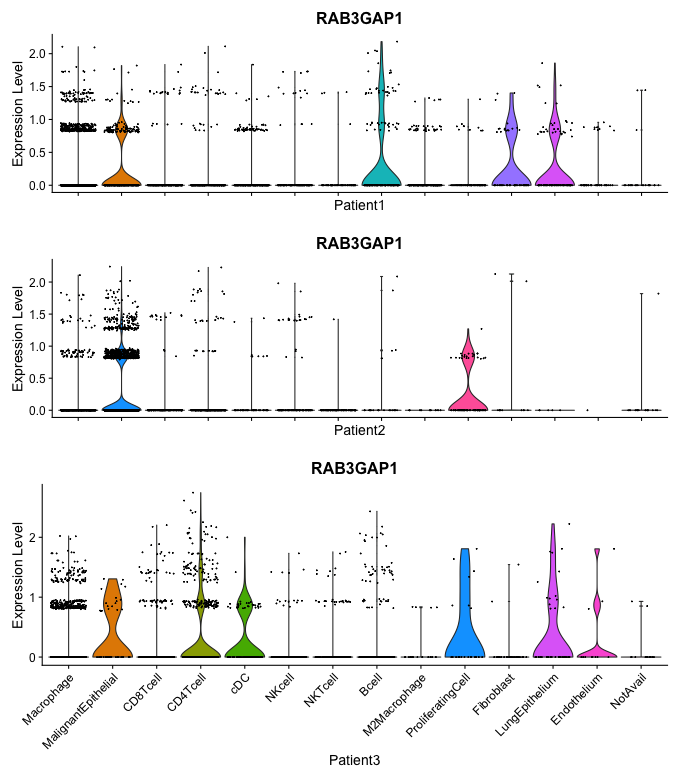 RAB3GAP1
Expression Level
2.0
1.5
1.0
0.5
0.0
Patient1
RAB3GAP1
Expression Level
2.0
1.5
1.0
0.5
0.0
Patient2
RAB3GAP1
Expression Level
2
1
0
Macrophage
MalignantEpithelial
CD8Tcell
CD4Tcell
cDC
NKcell
NKTcell
Bcell
M2Macrophage
ProliferatingCell
Fibroblast
LungEpithelium
Endothelium
NotAvail
Patient3